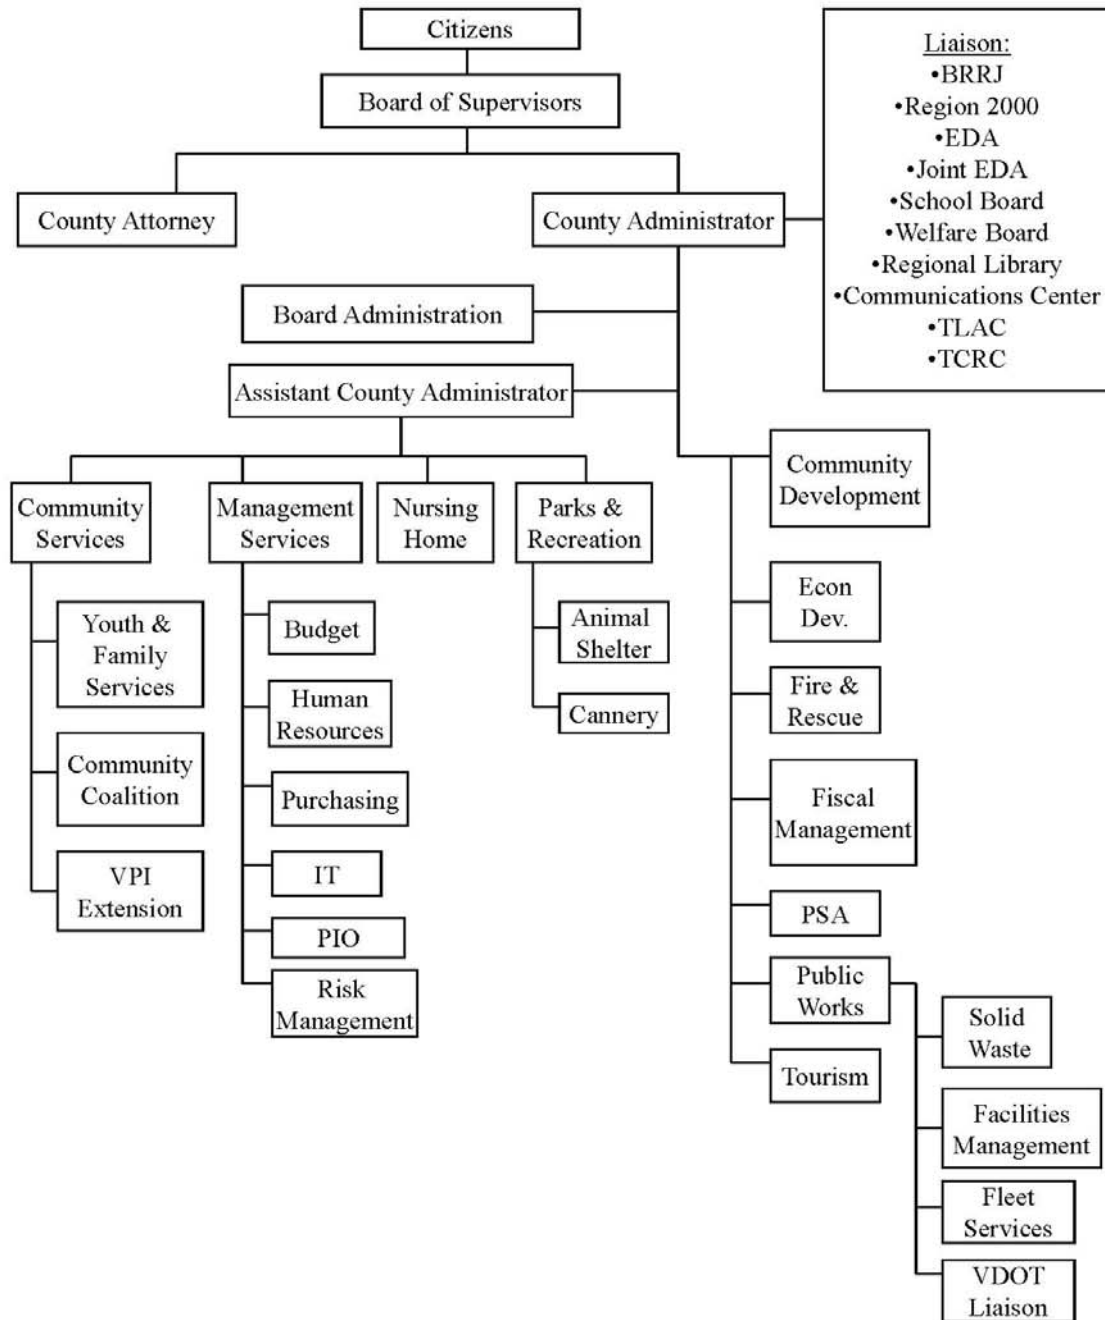 Citizens
Board of Supervisors
County Attorney
County Administrator
Liaison:
•BRRJ
•Region 2000
•EDA
•Joint EDA
•School Board
•Welfare Board
•Regional Library
•Communications Center
•TLAC
•TCRC
Board Administration
Assistant County Administrator
Community
Services
Management
Services
Nursing
Home
Parks &
Recreation
Youth &
Family
Services
Community
Coalition
VPI
Extension
Budget
Human
Resources
Purchasing
IT
PIO
Risk
Management
Animal
Shelter
Cannery
Community
Development
Econ
Dev.
Fire &
Rescue
Fiscal
Management
PSA
Public
Works
Tourism
Solid
Waste
Facilities
Management
Fleet
Services
VDOT
Liaison